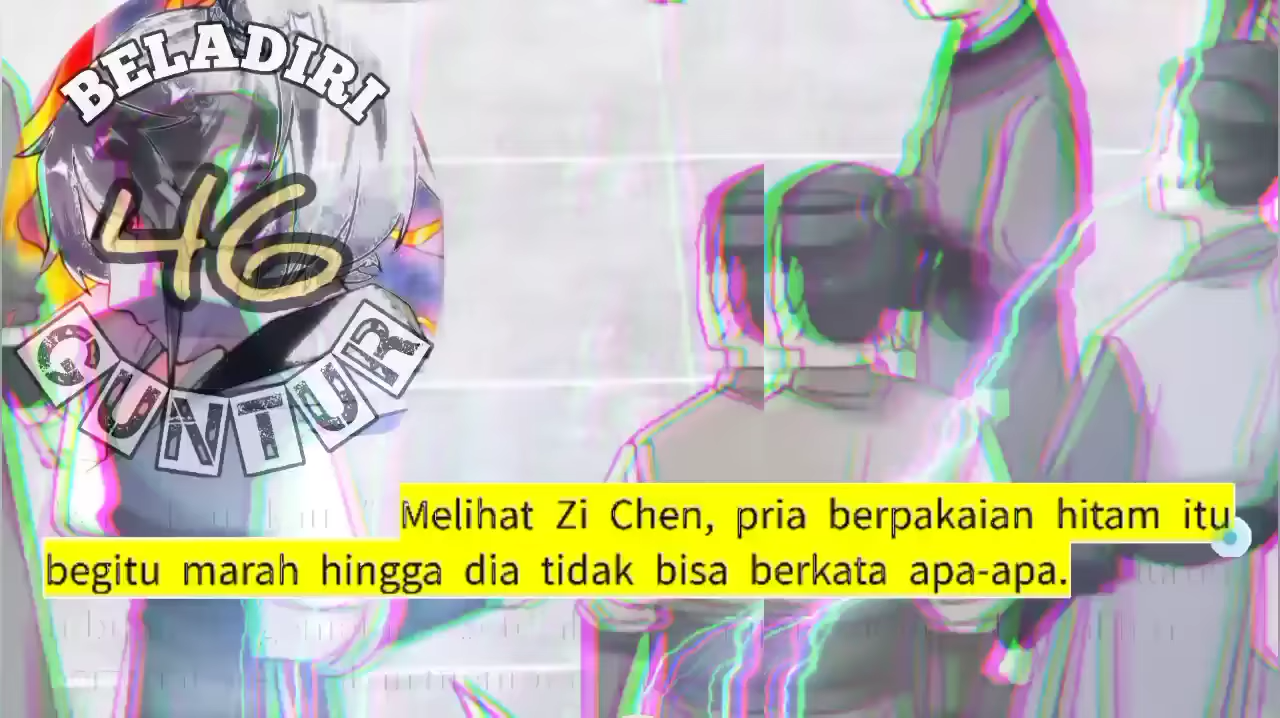 BELADIRI
46
GUNTUR
Melihat Zi Chen, pria berpakaian hitam itu
begitu marah hingga dia tidak bisa berkata apa-apa.